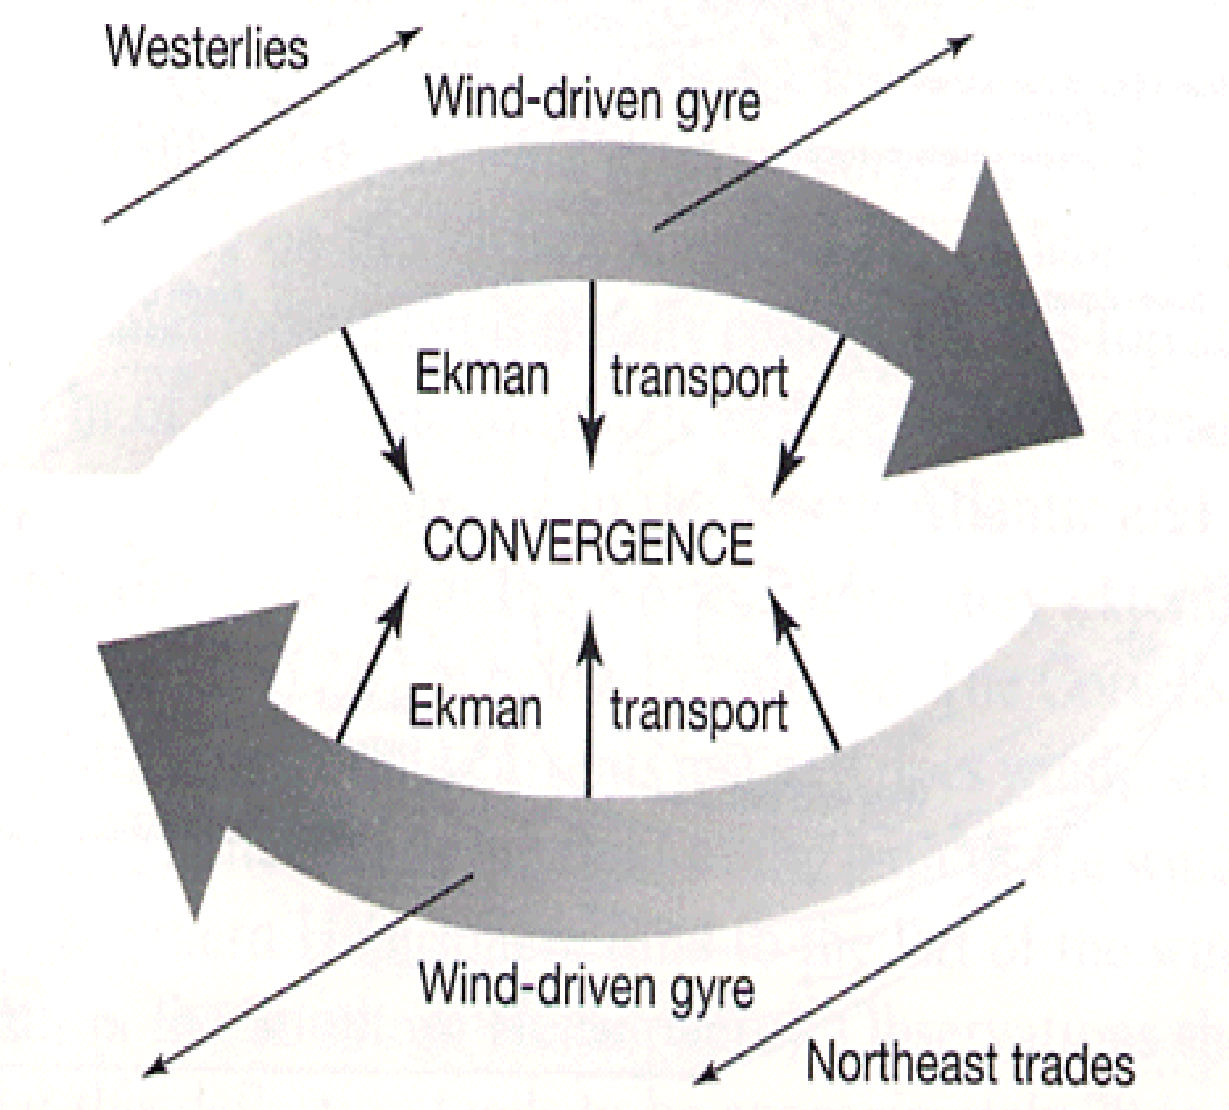 Westerlies
Wind-driven gyre
Ekman transport
CONVERGENCE
Ekman transport
Wind-driven gyre
Northeast trades